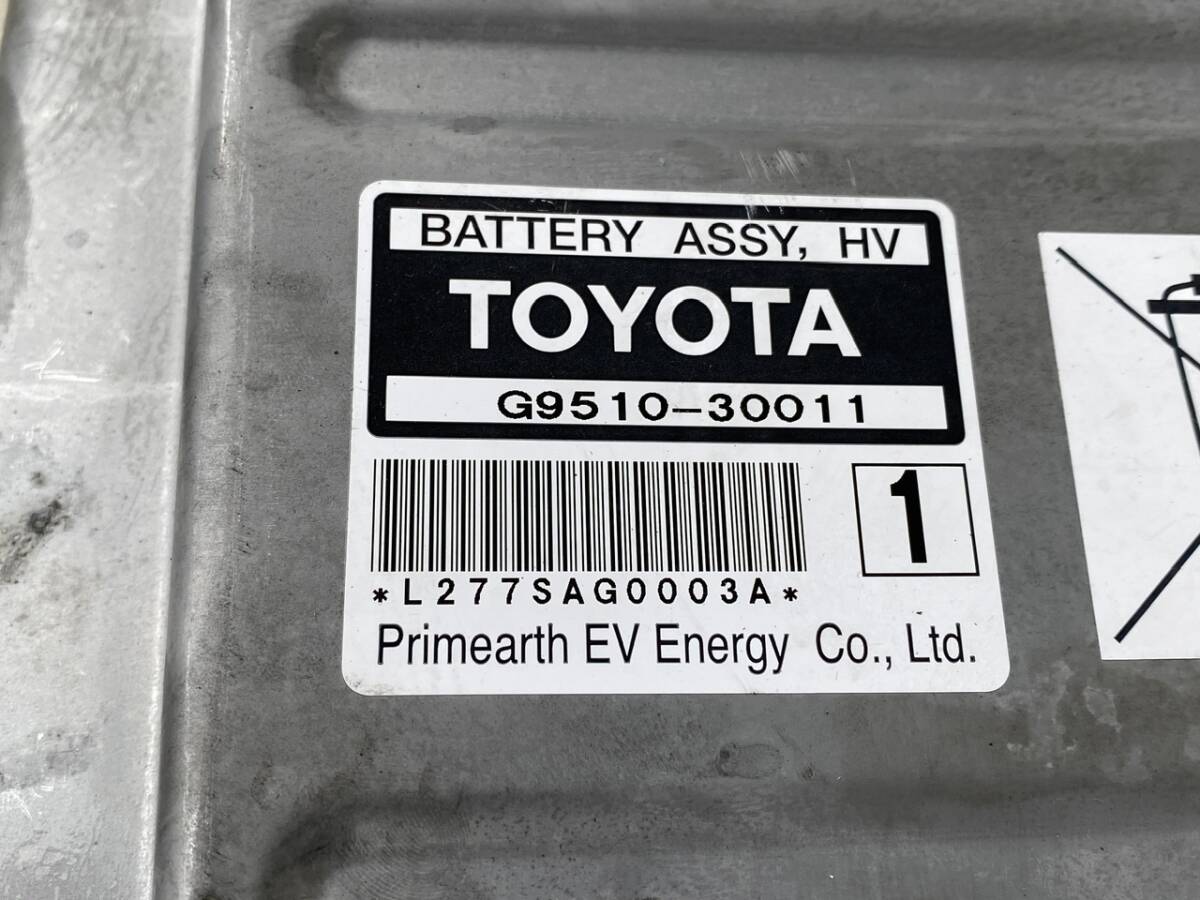 BATTERY ASSY, HV
TOYOTA
G9510-30011
1
*L277SAG0003A*
Primearth EV Energy Co., Ltd.